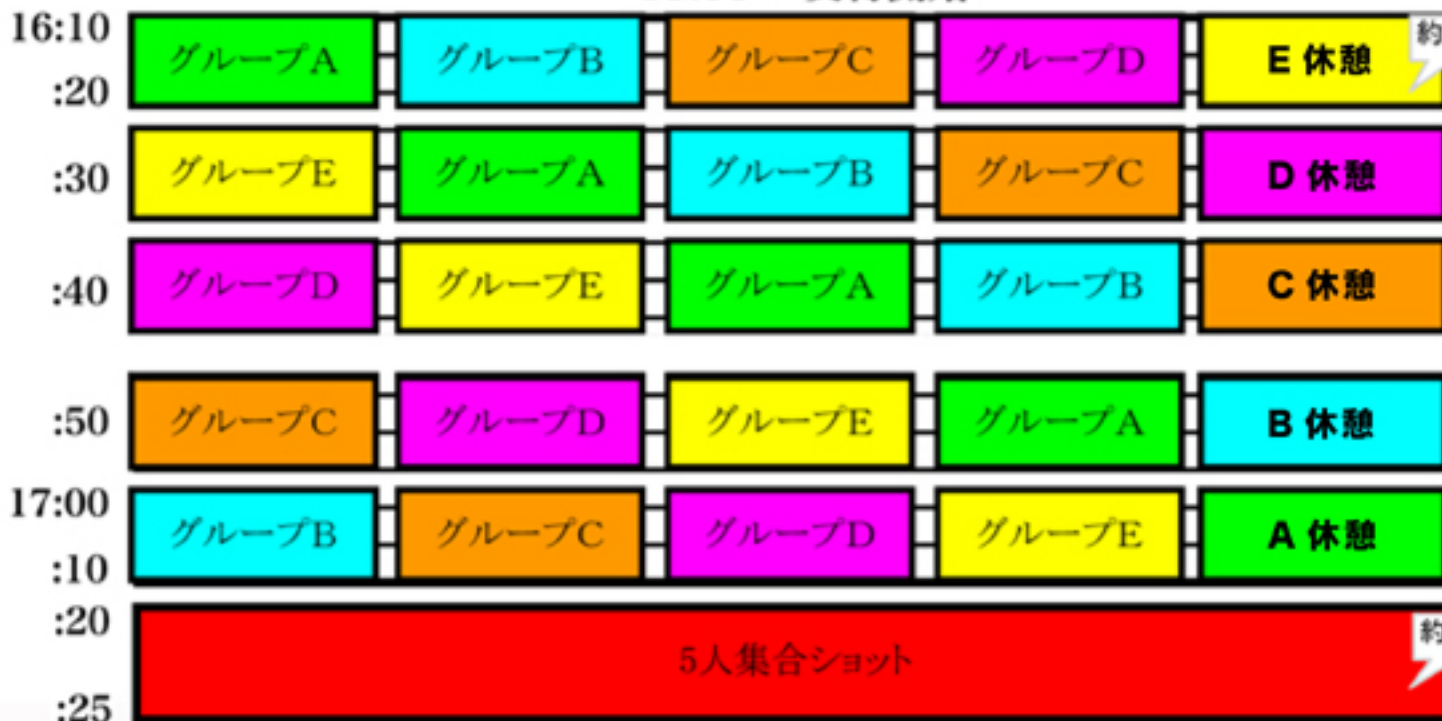 16:10 グループA グループB グループC グループD E 休憩 約
:20
:30 グループE グループA グループB グループC D 休憩
:40 グループD グループE グループA グループB C 休憩
:50 グループC グループD グループE グループA B 休憩
17:00 グループB グループC グループD グループE A 休憩
:10
:20 約
5人集合ショット
:25